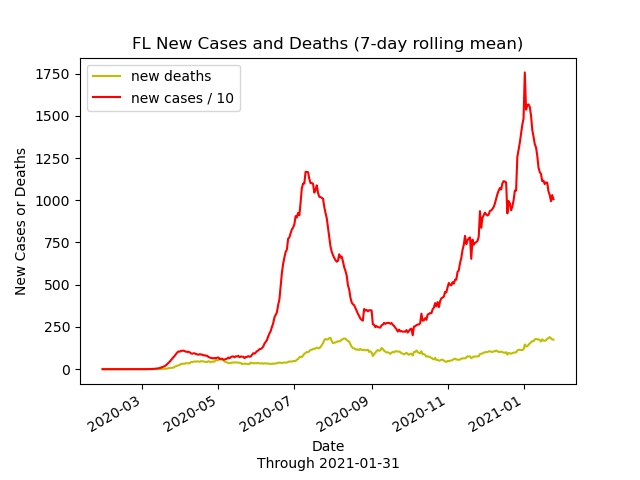 FL New Cases and Deaths (7-day rolling mean)
new deaths
new cases / 10
1750
1500
1250
1000
750
500
250
0
New Cases or Deaths
2020-03
2020-05
2020-07
2020-09
2020-11
2021-01
Date
Through 2021-01-31